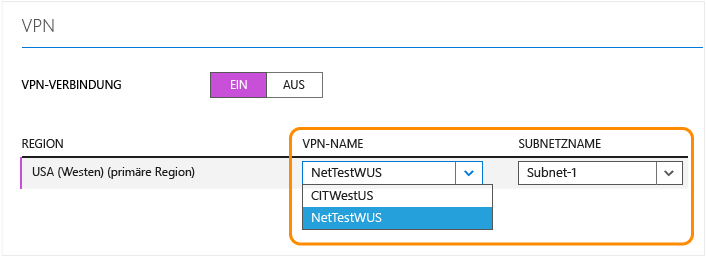 VPN
VPN-VERBINDUNG EIN AUS
REGION VPN-NAME SUBNETZNAME
USA (Westen) (primäre Region) NetTestWUS Subnet-1
CITWestUS
NetTestWUS